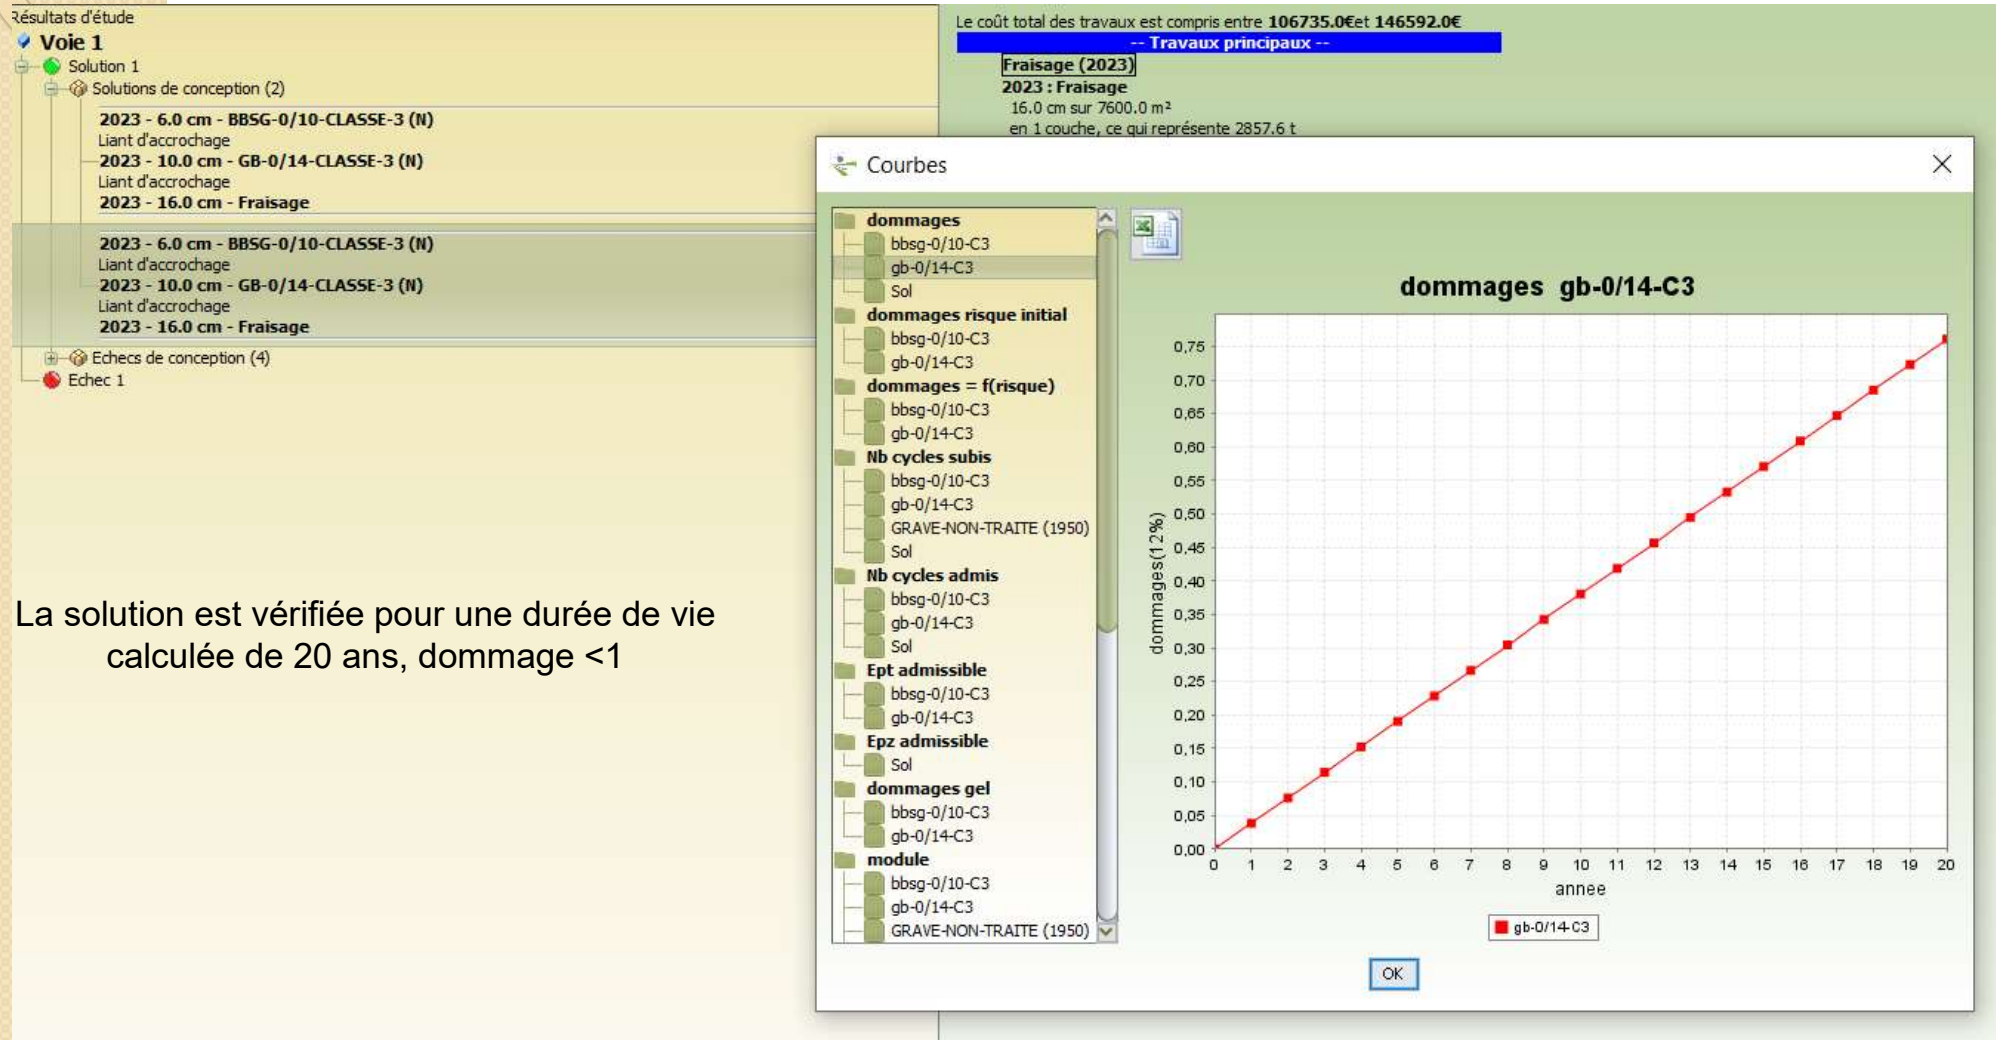 Résultats d'étude
Voie 1
Solution 1
Solutions de conception (2)
2023 - 6.0 cm - BBSG-0/10-CLASSE-3 (N)
Liant d'accrochage
2023 - 10.0 cm - GB-0/14-CLASSE-3 (N)
Liant d'accrochage
2023 - 16.0 cm - Fraisage
2023 - 6.0 cm - BBSG-0/10-CLASSE-3 (N)
Liant d'accrochage
2023 - 10.0 cm - GB-0/14-CLASSE-3 (N)
Liant d'accrochage
2023 - 16.0 cm - Fraisage
Echecs de conception (4)
Echec 1
La solution est vérifiée pour une durée de vie
calculée de 20 ans, dommage <1
Le coût total des travaux est compris entre 106735.0€et 146592.0€
-- Travaux principaux --
Fraisage (2023)
2023 : Fraisage
16.0 cm sur 7600.0 m²
en 1 couche, ce qui représente 2857.6 t
Courbes
dommages
bbsg-0/10-C3
gb-0/14-C3
Sol
dommages risque initial
bbsg-0/10-C3
gb-0/14-C3
dommages = f(risque)
bbsg-0/10-C3
gb-0/14-C3
Nb cycles subis
bbsg-0/10-C3
gb-0/14-C3
GRAVE-NON-TRAITE (1950)
Sol
Nb cycles admis
bbsg-0/10-C3
gb-0/14-C3
Sol
Ept admissible
bbsg-0/10-C3
gb-0/14-C3
Epz admissible
Sol
dommages gel
bbsg-0/10-C3
gb-0/14-C3
module
bbsg-0/10-C3
gb-0/14-C3
GRAVE-NON-TRAITE (1950)
dommages gb-0/14-C3
dommages(12%)
0,75
0,70
0,65
0,60
0,55
0,50
0,45
0,40
0,35
0,30
0,25
0,20
0,15
0,10
0,05
0,00
0 1 2 3 4 5 6 7 8 9 10 11 12 13 14 15 16 17 18 19 20
annee
gb-0/14-C3
OK